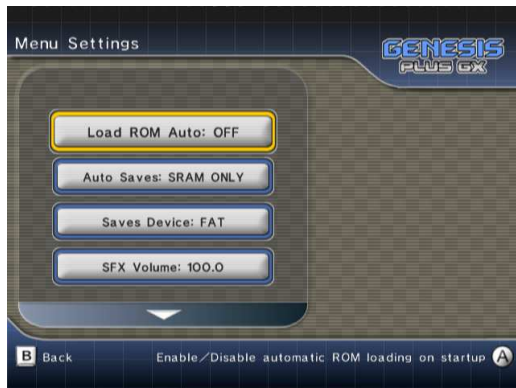 Menu Settings
GENESIS
PLUS GX
Load ROM Auto: OFF
Auto Saves: SRAM ONLY
Saves Device: FAT
SFX Volume: 100.0
B Back
Enable/Disable automatic ROM loading on startup A